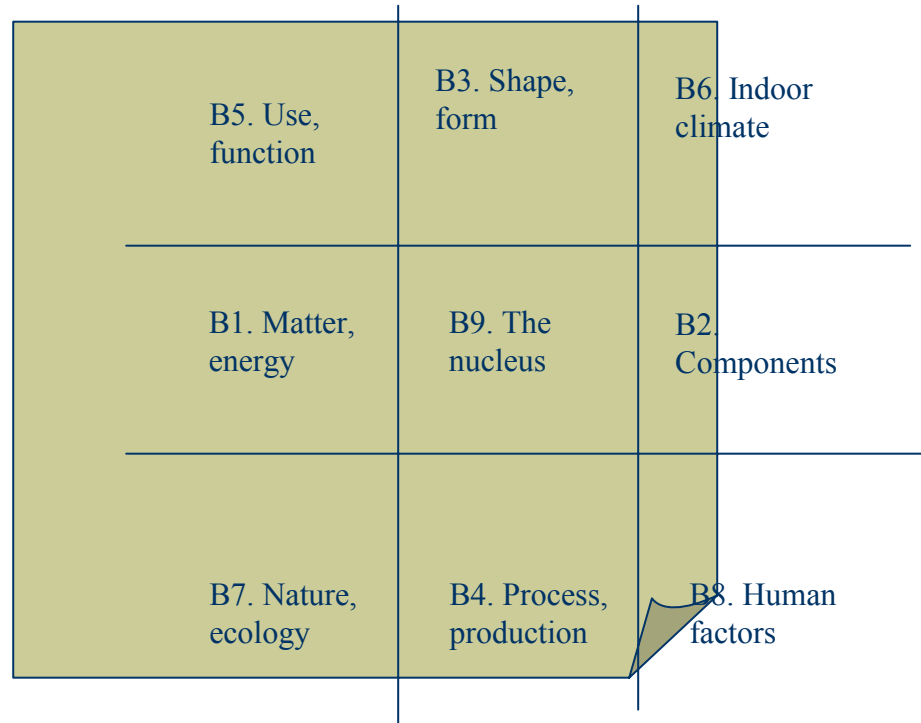 B5. Use,
function
B3. Shape,
form
B6. Indoor
climate
B1. Matter,
energy
B9. The
nucleus
B2.
Components
B7. Nature,
ecology
B4. Process,
production
B8. Human
factors